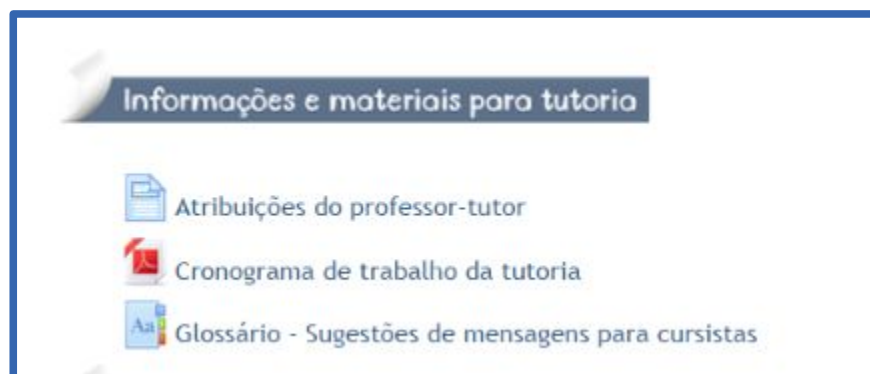 Informações e materiais para tutoria
Atribuições do professor-tutor
Cronograma de trabalho da tutoria
Aa
Glossário - Sugestões de mensagens para cursistas